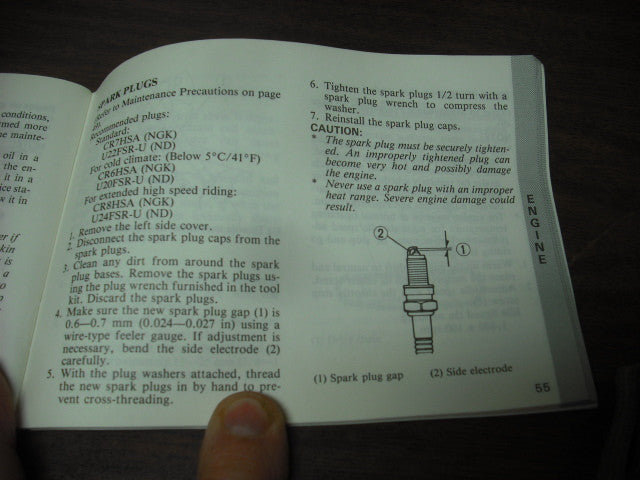 conditions,
oil in a
the en-
it in a
w it in
er if
is
a
SPARK PLUGS
Refer to Maintenance Precautions on page
Recommended plugs:
Standard:
CR7HSA (NGK)
U22FSR-U (ND)
For cold climate: (Below 5°C/41°F)
CR6HSA (NGK)
U20FSR-U (ND)
For extended high speed riding:
CR8HSA (NGK)
U24FSR-U (ND)
1. Remove the left side cover.
2. Disconnect the spark plug caps from the
spark plugs.
3. Clean any dirt from around the spark
plug bases. Remove the spark plugs us-
ing the plug wrench furnished in the tool
kit. Discard the spark plugs.
4. Make sure the new spark plug gap (1) is
0.6—0.7 mm (0.024—0.027 in) using a
wire-type feeler gauge. If adjustment is
necessary, bend the side electrode (2)
carefully.
5. With the plug washers attached, thread
the new spark plugs in by hand to pre-
vent cross-threading.
6. Tighten the spark plugs 1/2 turn with a
spark plug wrench to compress the
washer.
7. Reinstall the spark plug caps.
CAUTION:
* The spark plug must be securely tighten-
ed. An improperly tightened plug can
become very hot and possibly damage
the engine.
* Never use a spark plug with an improper
heat range. Severe engine damage could
result.
2
1
(1) Spark plug gap (2) Side electrode
ENGINE
55